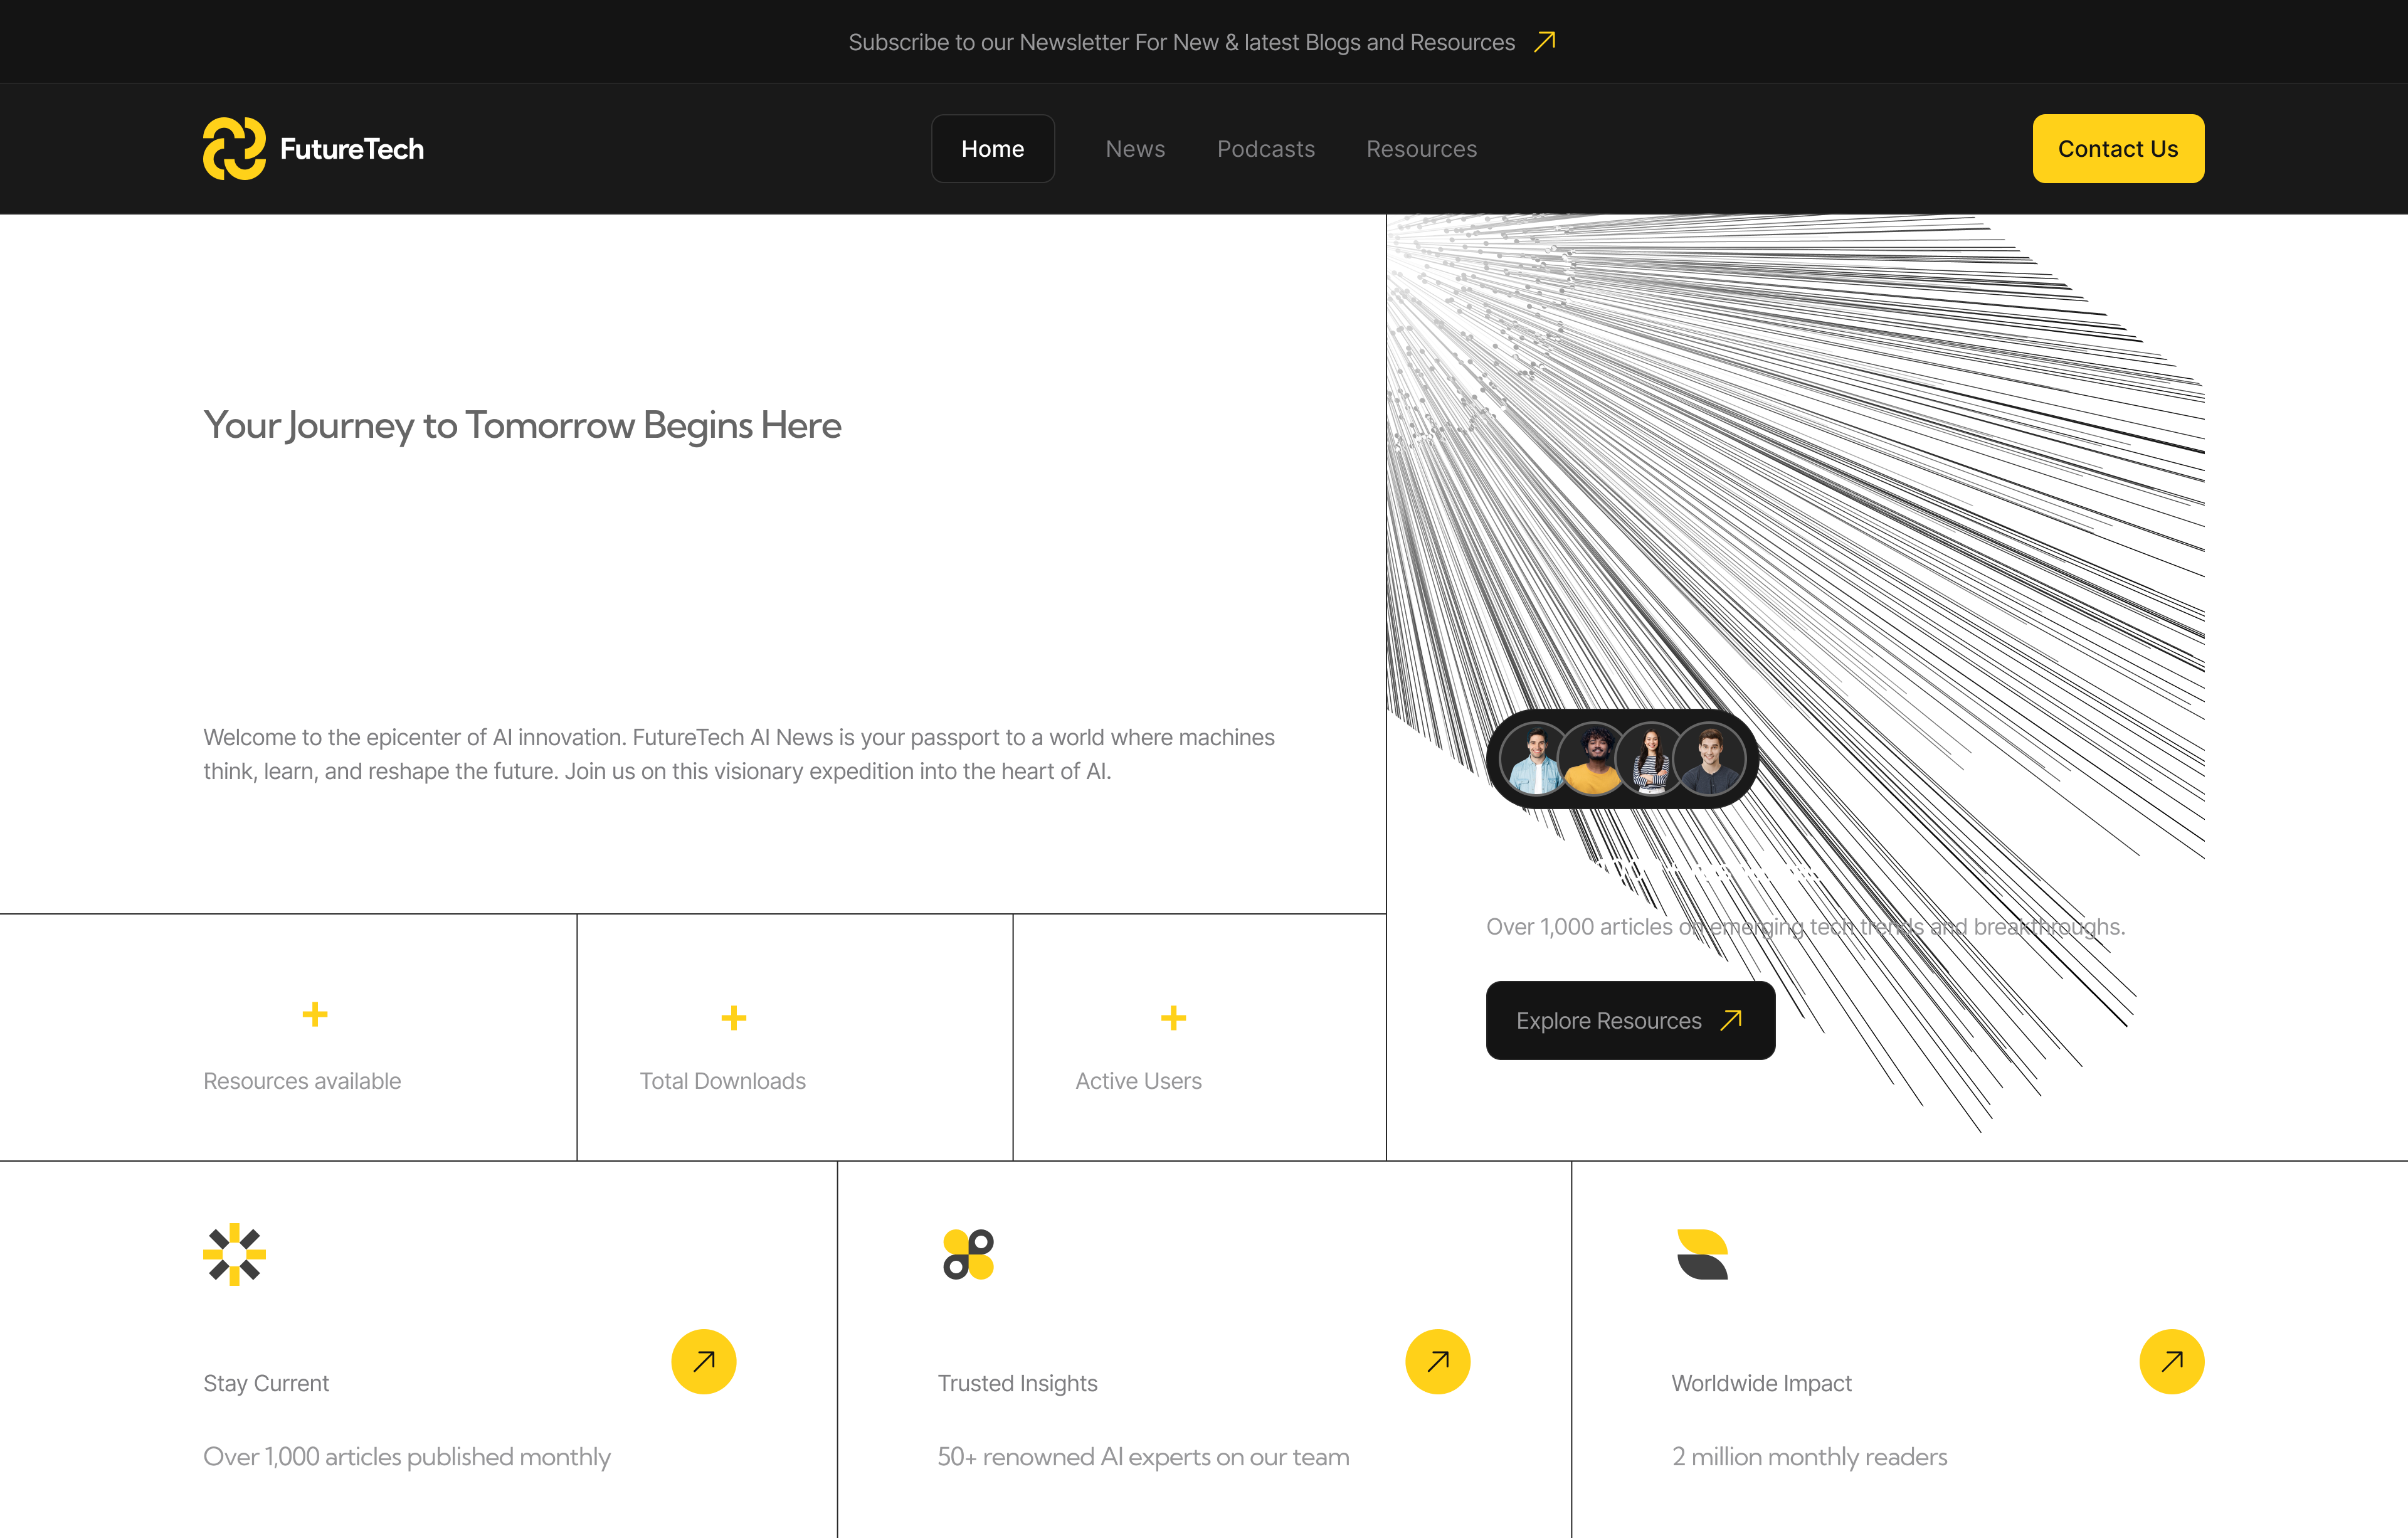 Subscribe to our Newsletter For New & latest Blogs and Resources
FutureTech
Home
News
Podcasts
Resources
Contact Us
Your Journey to Tomorrow Begins Here
Welcome to the epicenter of AI innovation. FutureTech AI News is your passport to a world where machines
think, learn, and reshape the future. Join us on this visionary expedition into the heart of AI.
+
Resources available
+
Total Downloads
+
Active Users
Over 1,000 articles on emerging tech trends and breakthroughs.
Explore Resources
Stay Current
Over 1,000 articles published monthly
Trusted Insights
50+ renowned AI experts on our team
Worldwide Impact
2 million monthly readers